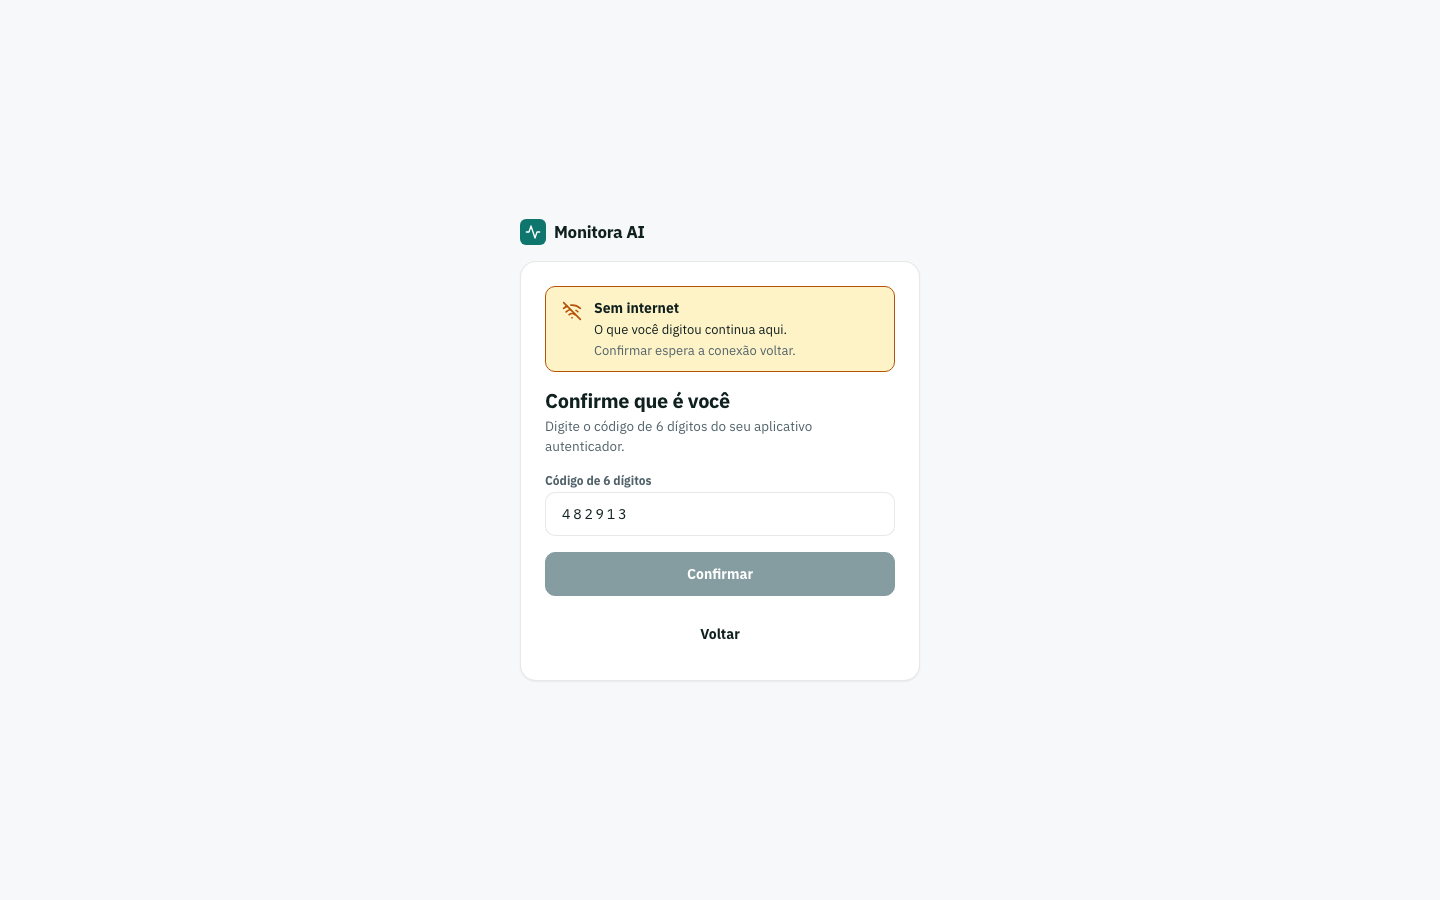 Monitora AI
Sem internet
O que você digitou continua aqui.
Confirmar espera a conexão voltar.
Confirme que é você
Digite o código de 6 dígitos do seu aplicativo
autenticador.
Código de 6 dígitos
482913
Confirmar
Voltar